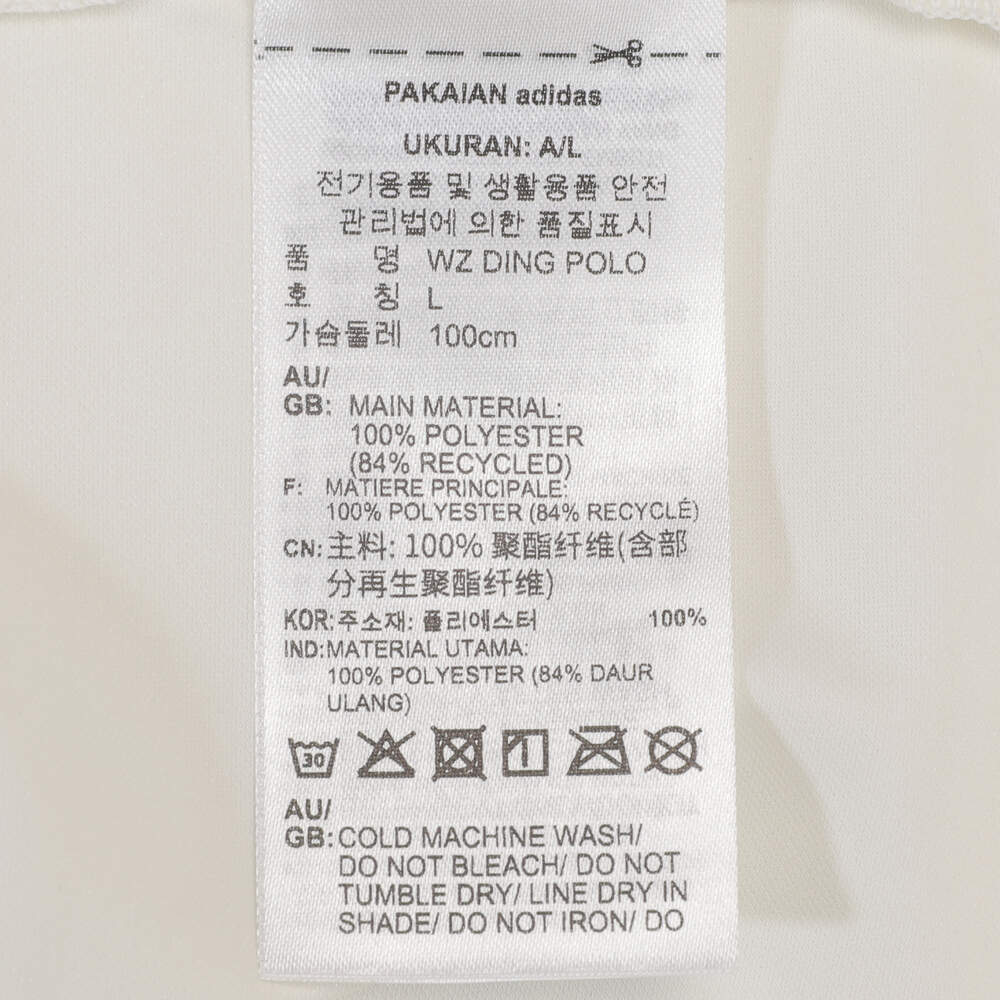 PAKAIAN adidas
UKURAN: A/L
전기용품 및 생활용품 안전
관리법에 의한 품질표시
품 명 WZ DING POLO
호 칭 L
가슴둘레 100cm
AU/
GB: MAIN MATERIAL:
100% POLYESTER
(84% RECYCLED)
F: MATIERE PRINCIPALE:
100% POLYESTER (84% RECYCLÉ)
CN: 主料: 100% 聚酯纤维(含部
分再生聚酯纤维)
KOR: 주소재: 폴리에스터 100%
IND: MATERIAL UTAMA:
100% POLYESTER (84% DAUR
ULANG)
30
AU/
GB: COLD MACHINE WASH/
DO NOT BLEACH/ DO NOT
TUMBLE DRY/ LINE DRY IN
SHADE/ DO NOT IRON/ DO